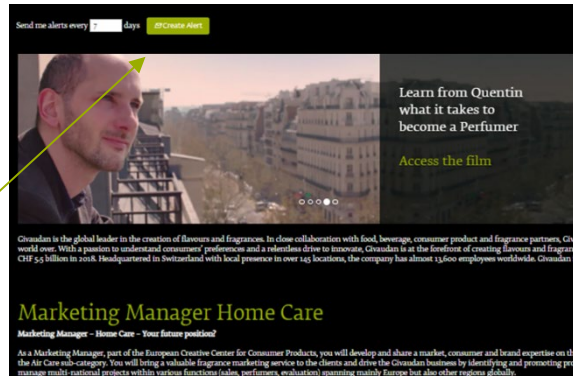 Send me alerts every 7 days Create Alert
Learn from Quentin
what it takes to
become a Perfumer
Access the film
Givaudan is the global leader in the creation of flavours and fragrances. In close collaboration with food, beverage, consumer product and fragrance partners, Giv
world over. With a passion to understand consumers' preferences and a relentless drive to innovate, Givaudan is at the forefront of creating flavours and fragran
CHF 5.5 billion in 2018. Headquartered in Switzerland with local presence in over 145 locations, the company has almost 13,600 employees worldwide. Givaudan
Marketing Manager Home Care
Marketing Manager – Home Care – Your future position?
As a Marketing Manager, part of the European Creative Center for Consumer Products, you will develop and share a market, consumer and brand expertise on th
the Air Care sub-category. You will bring a valuable fragrance marketing service to the clients and drive the Givaudan business by identifying and promoting pro
manage multi-national projects within various functions (sales, perfumers, evaluation) spanning mainly Europe but also other regions globally.